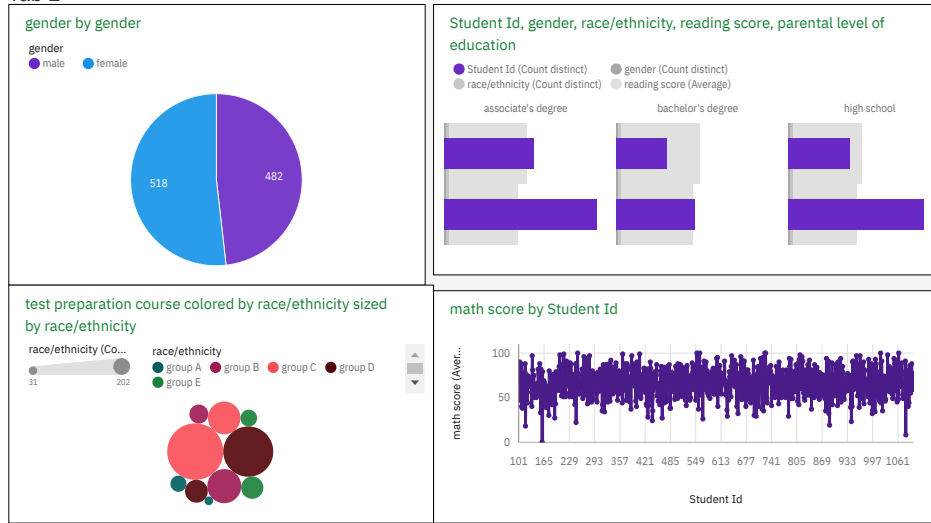 gender by gender
gender
male female
518
482
Student Id, gender, race/ethnicity, reading score, parental level of
education
Student Id (Count distinct) gender (Count distinct)
race/ethnicity (Count distinct) reading score (Average)
associate's degree bachelor's degree high school
test preparation course colored by race/ethnicity sized
by race/ethnicity
race/ethnicity (Co...
31 202
race/ethnicity
group A group B group C group D
group E
math score by Student Id
math score (Aver...
100
50
0
101 165 229 293 357 421 485 549 613 677 741 805 869 933 997 1061
Student Id